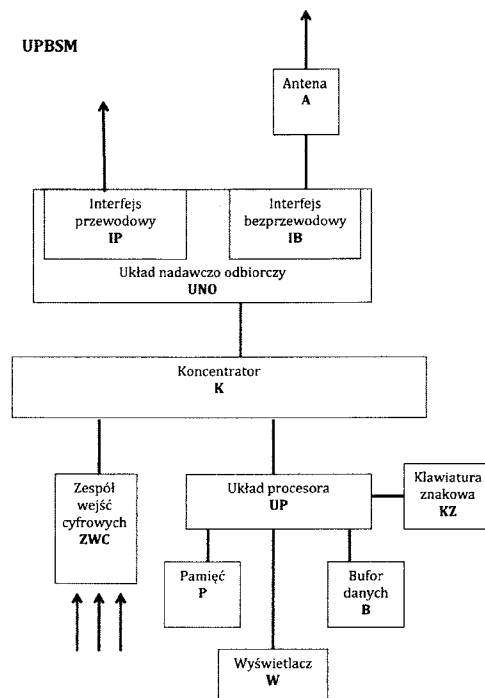 UPBSM
Antena
A
Interfejs
przewodowy
IP
Interfejs
bezprzewodowy
IB
Układ nadawczo odbiorczy
UNO
Koncentrator
K
Zespół
wejść
cyfrowych
ZWC
Układ procesora
UP
Klawiatura
znakowa
KZ
Pamięć
P
Bufor
danych
B
Wyświetlacz
W